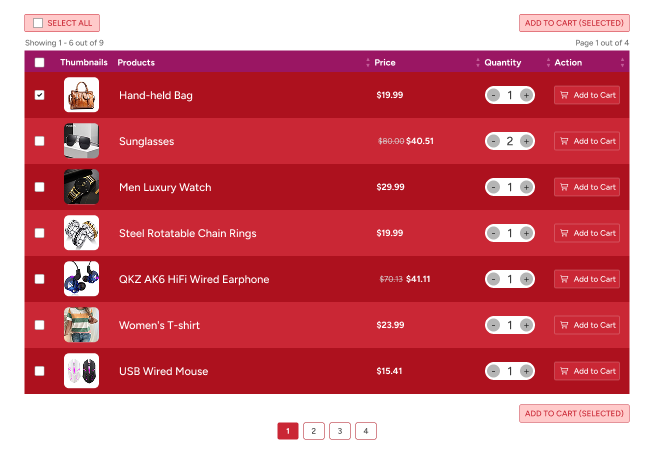 SELECT ALL
ADD TO CART (SELECTED)
Showing 1 - 6 out of 9
Page 1 out of 4
Thumbnails Products Price Quantity Action
Hand-held Bag $19.99 - 1 + Add to Cart
Sunglasses $80.00 $40.51 - 2 + Add to Cart
Men Luxury Watch $29.99 - 1 + Add to Cart
Steel Rotatable Chain Rings $19.99 - 1 + Add to Cart
QKZ AK6 HiFi Wired Earphone $70.13 $41.11 - 1 + Add to Cart
Women's T-shirt $23.99 - 1 + Add to Cart
USB Wired Mouse $15.41 - 1 + Add to Cart
ADD TO CART (SELECTED)
1 2 3 4